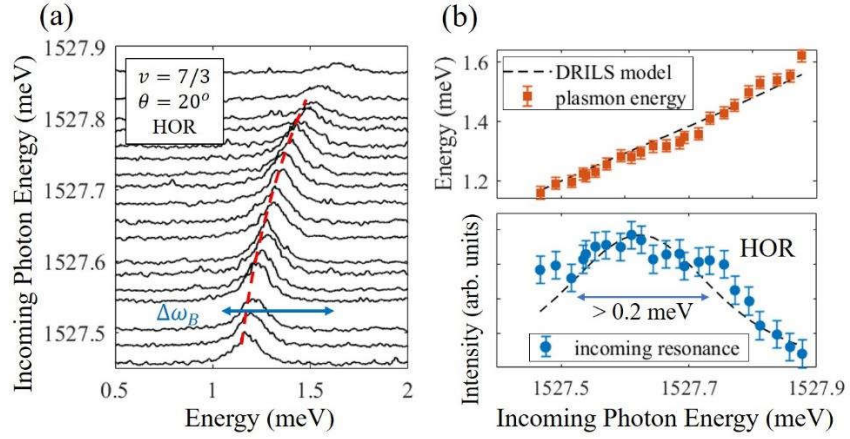 (a)
Incoming Photon Energy (meV)
1527.9
1527.8
1527.7
1527.6
1527.5
ν = 7/3
θ = 20°
HOR
Δω_B
0.5
1
1.5
2
Energy (meV)
(b)
Energy (meV)
1.6
1.4
1.2
DRILS model
plasmon energy
Intensity (arb. units)
HOR
> 0.2 meV
incoming resonance
1527.5
1527.7
1527.9
Incoming Photon Energy (meV)